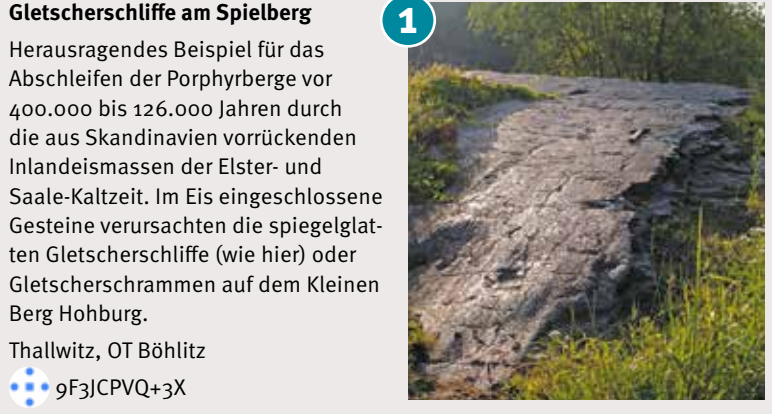 Gletscherschliffe am Spielberg
1
Herausragendes Beispiel für das
Abschleifen der Porphyrberge vor
400.000 bis 126.000 Jahren durch
die aus Skandinavien vorrückenden
Inlandeismassen der Elster- und
Saale-Kaltzeit. Im Eis eingeschlossene
Gesteine verursachten die spiegelglat-
ten Gletscherschliffe (wie hier) oder
Gletscherschrammen auf dem Kleinen
Berg Hohburg.
Thallwitz, OT Böhlitz
9F3JCPVQ+3X